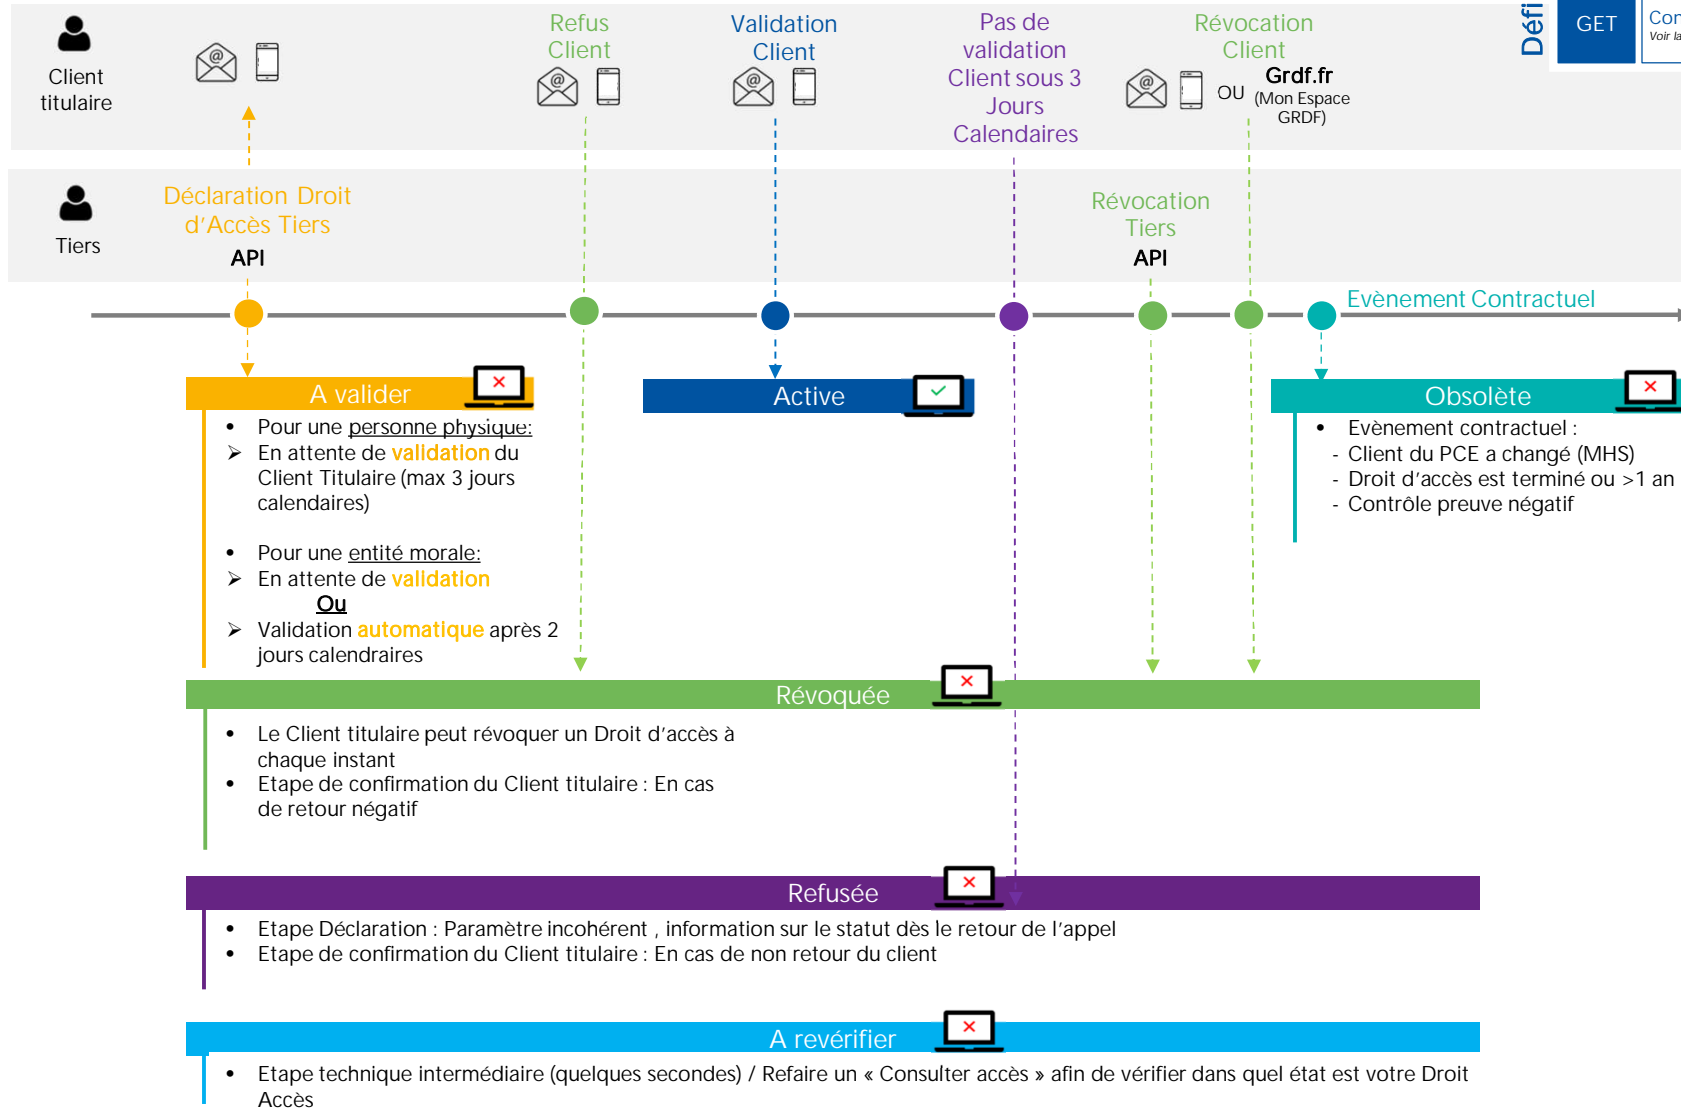 Client
titulaire
Refus
Client
Validation
Client
Pas de
validation
Client sous 3
Jours
Calendaires
Révocation
Client
OU
Grdf.fr
(Mon Espace
GRDF)
Défi
GET
Con
Voir la
Tiers
Déclaration Droit
d'Accès Tiers
API
Révocation
Tiers
API
Evènement Contractuel
A valider
Active
Obsolète
• Pour une personne physique:
➢ En attente de validation du
Client Titulaire (max 3 jours
calendaires)
• Pour une entité morale:
➢ En attente de validation
Ou
➢ Validation automatique après 2
jours calendraires
• Evènement contractuel :
- Client du PCE a changé (MHS)
- Droit d'accès est terminé ou >1 an
- Contrôle preuve négatif
Révoquée
• Le Client titulaire peut révoquer un Droit d'accès à
chaque instant
• Etape de confirmation du Client titulaire : En cas
de retour négatif
Refusée
• Etape Déclaration : Paramètre incohérent , information sur le statut dès le retour de l'appel
• Etape de confirmation du Client titulaire : En cas de non retour du client
A revérifier
• Etape technique intermédiaire (quelques secondes) / Refaire un « Consulter accès » afin de vérifier dans quel état est votre Droit
Accès